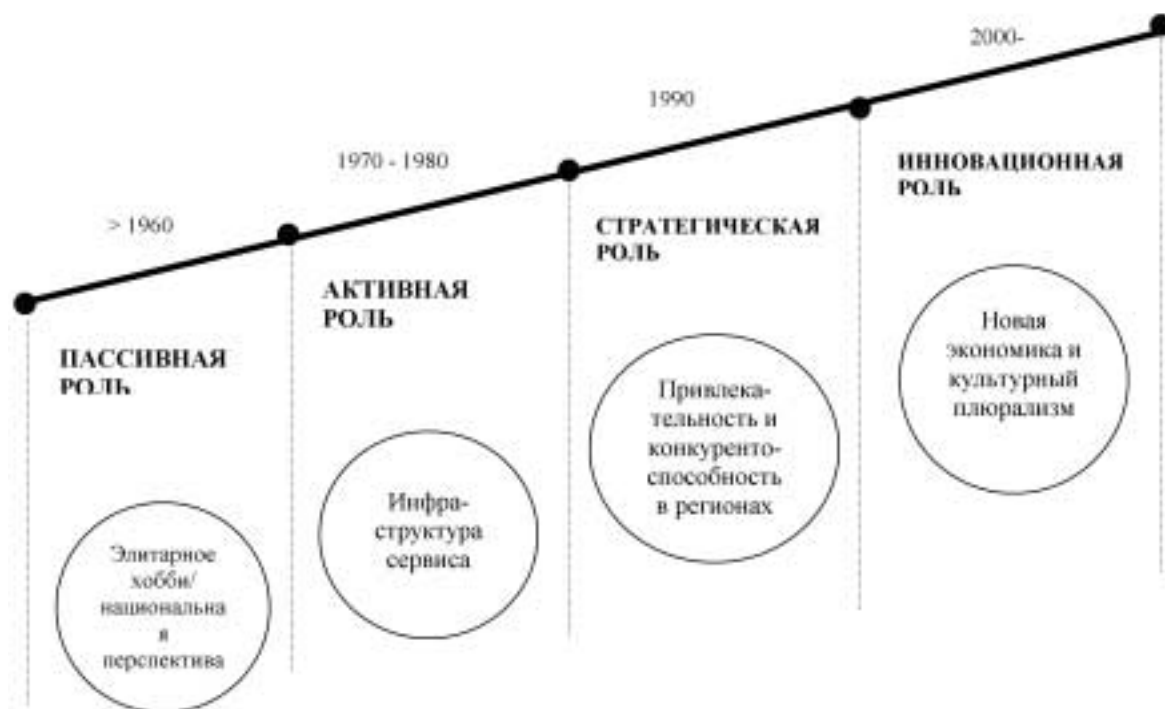 > 1960
ПАССИВНАЯ
РОЛЬ
Элитарное
хобби/
национальна
я
перспектива
1970 - 1980
АКТИВНАЯ
РОЛЬ
Инфра-
структура
сервиса
1990
СТРАТЕГИЧЕСКАЯ
РОЛЬ
Привлека-
тельность и
конкуренто-
способность
в регионах
2000-
ИННОВАЦИОННАЯ
РОЛЬ
Новая
экономика и
культурный
плюрализм